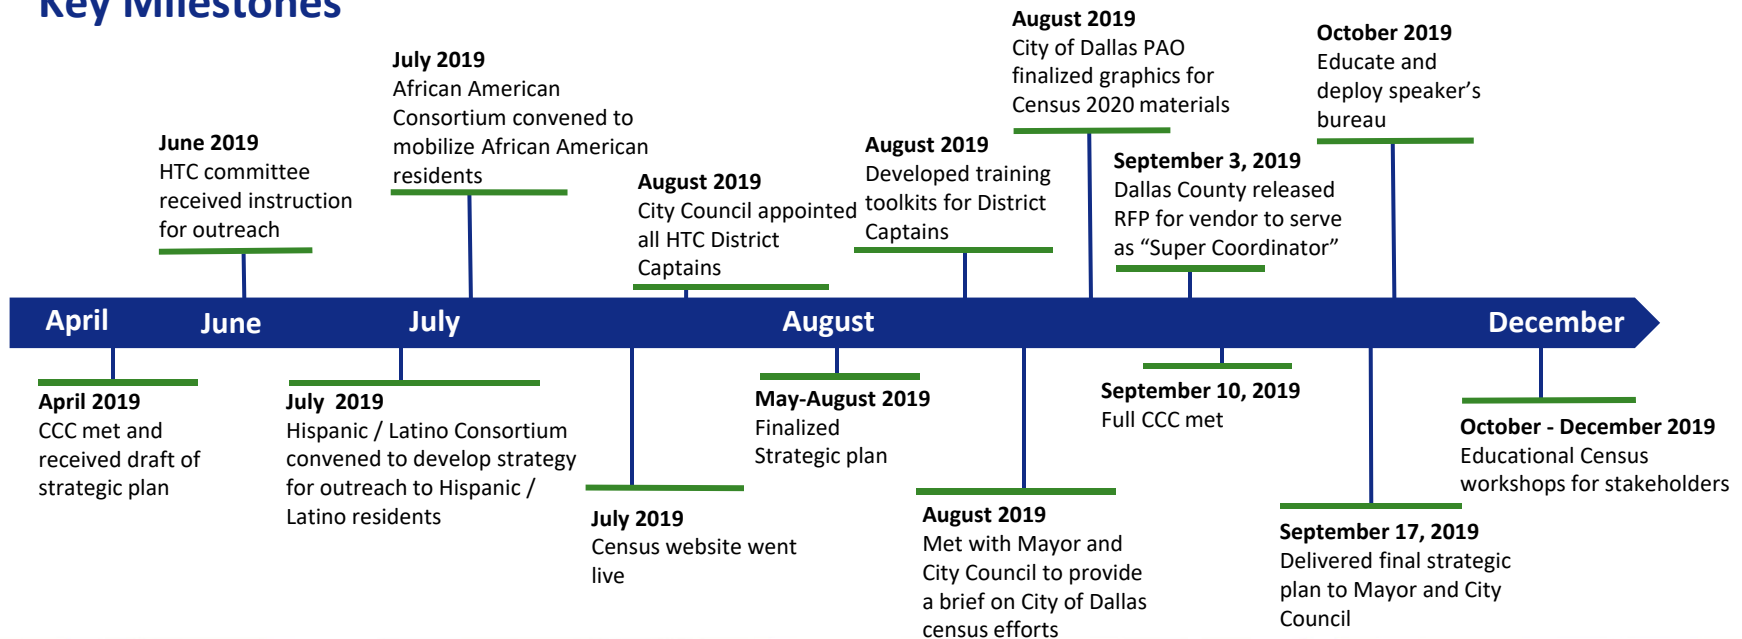 Key Milestones
August 2019
City of Dallas PAO
finalized graphics for
Census 2020 materials
October 2019
Educate and
deploy speaker’s
bureau
July 2019
African American
Consortium convened to
mobilize African American
residents
June 2019
HTC committee
received instruction
for outreach
August 2019
City Council appointed
all HTC District
Captains
August 2019
Developed training
toolkits for District
Captains
September 3, 2019
Dallas County released
RFP for vendor to serve
as “Super Coordinator”
April
June
July
August
December
April 2019
CCC met and
received draft of
strategic plan
July  2019
Hispanic / Latino Consortium
convened to develop strategy
for outreach to Hispanic /
Latino residents
July 2019
Census website went
live
May-August 2019
Finalized
Strategic plan
August 2019
Met with Mayor and
City Council to provide
a brief on City of Dallas
census efforts
September 10, 2019
Full CCC met
September 17, 2019
Delivered final strategic
plan to Mayor and City
Council
October - December 2019
Educational Census
workshops for stakeholders